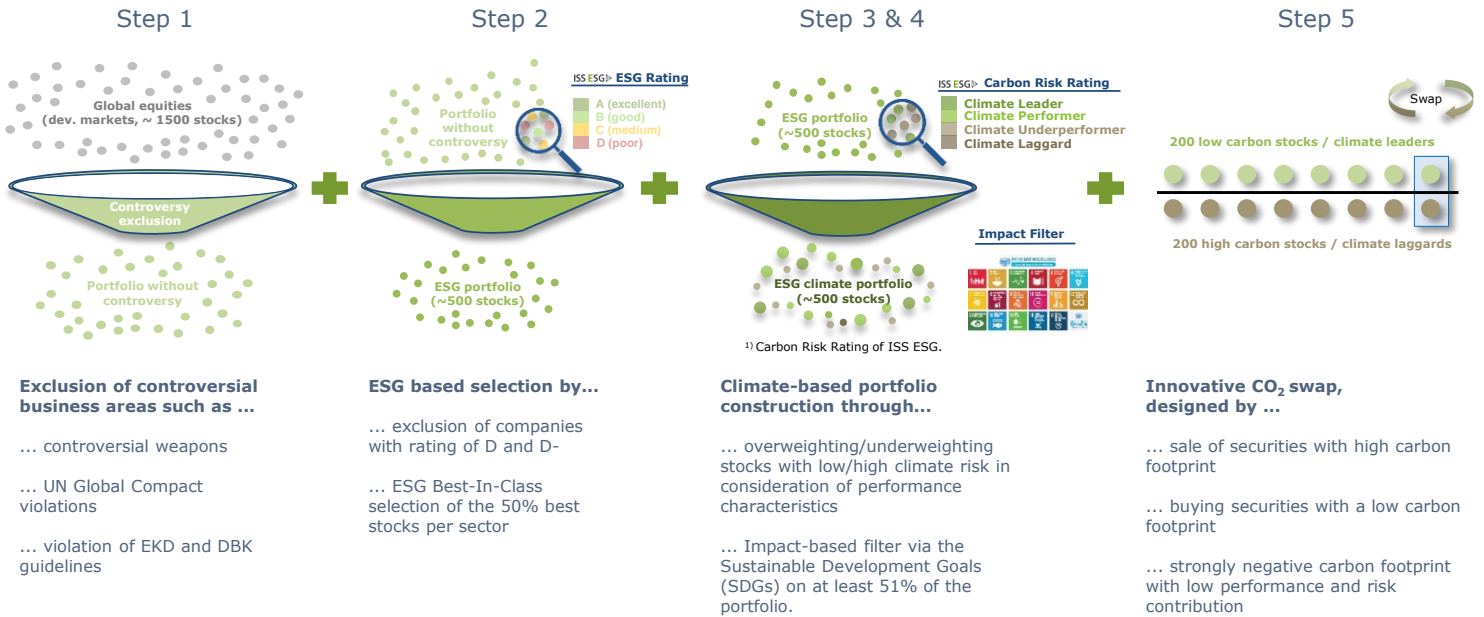 Step 1
Global equities
(dev. markets, ~ 1500 stocks)
Controversy
exclusion
Portfolio without
controversy
Exclusion of controversial
business areas such as ...
... controversial weapons
... UN Global Compact
violations
... violation of EKD and DBK
guidelines
Step 2
Portfolio
without
controversy
ISS ESG ESG Rating
A (excellent)
B (good)
C (medium)
D (poor)
ESG portfolio
(~500 stocks)
ESG based selection by...
... exclusion of companies
with rating of D and D-
... ESG Best-In-Class
selection of the 50% best
stocks per sector
Step 3 & 4
ESG portfolio
(~500 stocks)
ISS ESG Carbon Risk Rating
Climate Leader
Climate Performer
Climate Underperformer
Climate Laggard
Impact Filter
ESG climate portfolio
(~500 stocks)
1) Carbon Risk Rating of ISS ESG.
Climate-based portfolio
construction through...
... overweighting/underweighting
stocks with low/high climate risk in
consideration of performance
characteristics
... Impact-based filter via the
Sustainable Development Goals
(SDGs) on at least 51% of the
portfolio.
Step 5
Swap
200 low carbon stocks / climate leaders
200 high carbon stocks / climate laggards
Innovative CO2 swap,
designed by ...
... sale of securities with high carbon
footprint
... buying securities with a low carbon
footprint
... strongly negative carbon footprint
with low performance and risk
contribution